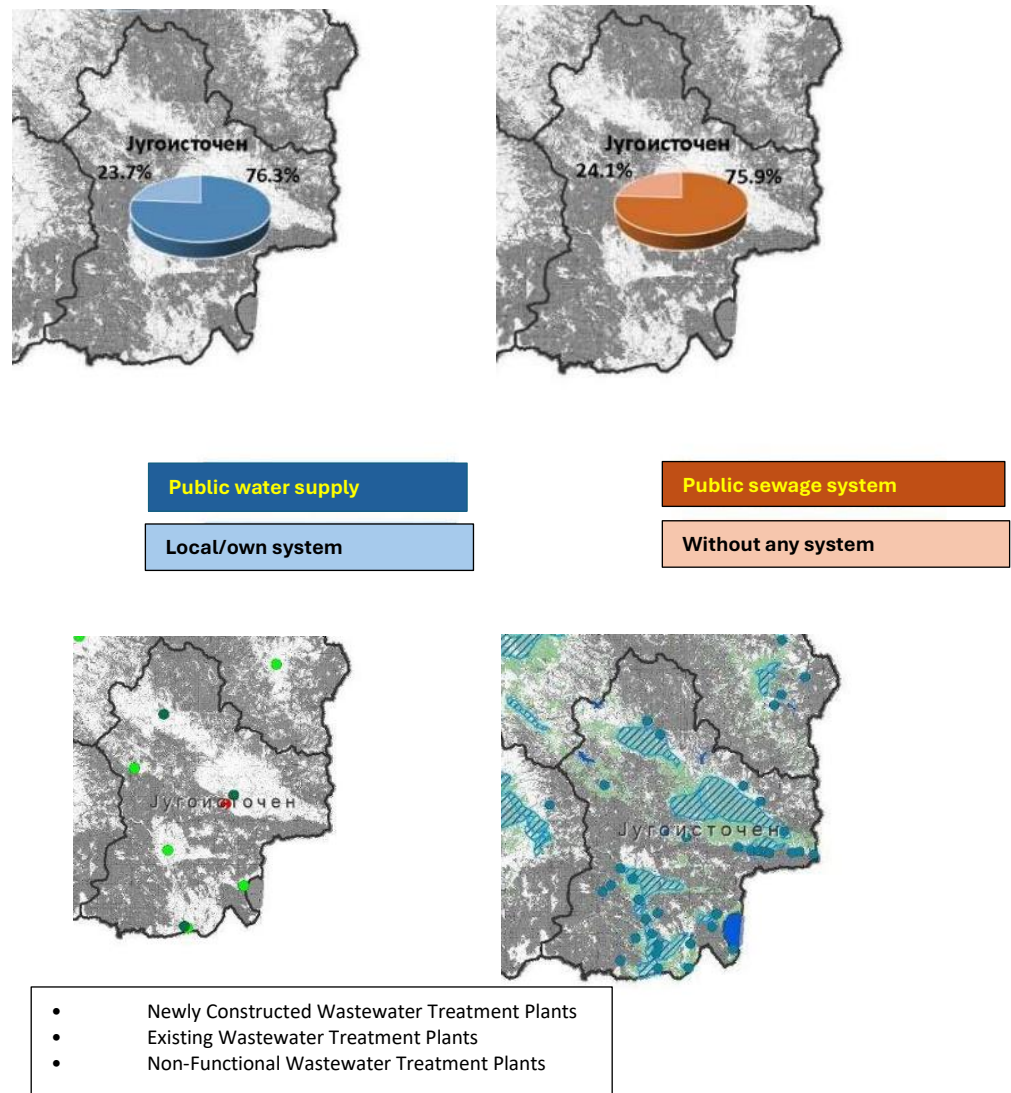 Југоисточен
23.7%
76.3%
Југоисточен
24.1%
75.9%
Public water supply
Public sewage system
Local/own system
Without any system
Југоисточен
Југоисточен
• Newly Constructed Wastewater Treatment Plants
• Existing Wastewater Treatment Plants
• Non-Functional Wastewater Treatment Plants